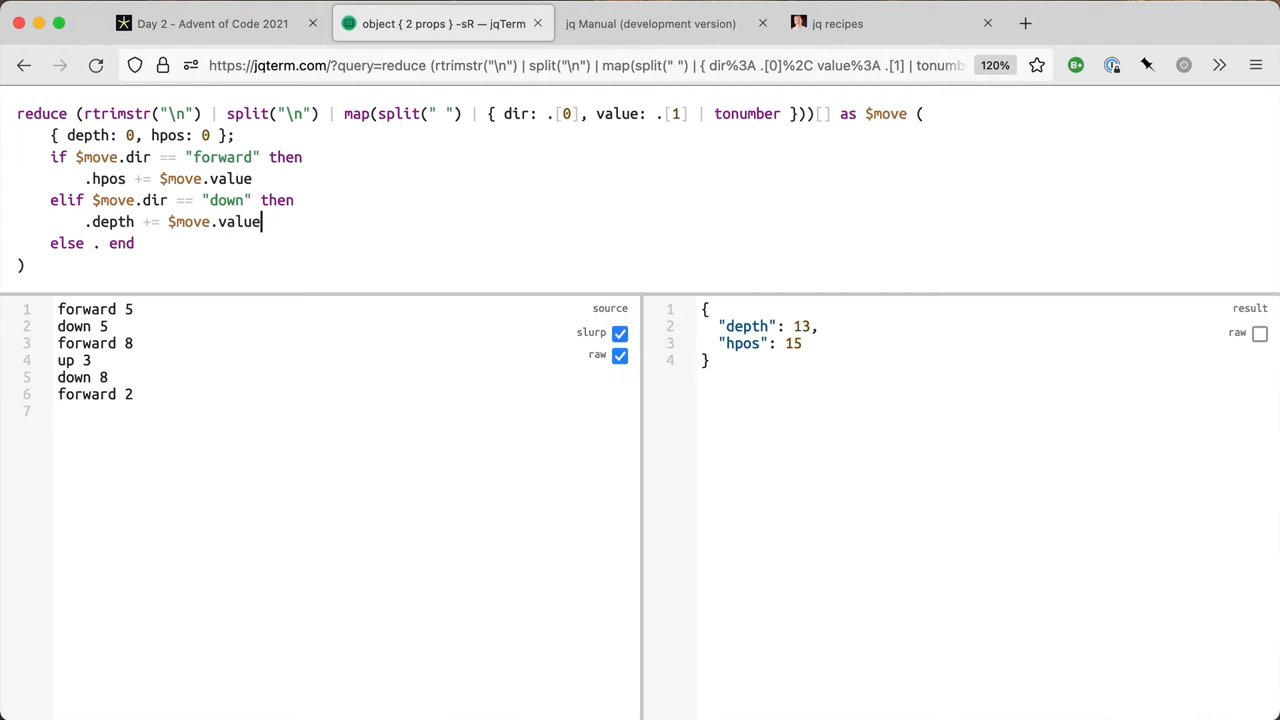 Day 2 - Advent of Code 2021
object { 2 props } -sR — jqTerm
jq Manual (development version)
jq recipes
https://jqterm.com/?query=reduce (rtrimstr("\n") | split("\n") | map(split(" ") | { dir%3A .[0]%2C value%3A .[1] | tonumb
120%
reduce (rtrimstr("\n") | split("\n") | map(split(" ") | { dir: .[0], value: .[1] | tonumber }))[] as $move (
{ depth: 0, hpos: 0 };
if $move.dir == "forward" then
.hpos += $move.value
elif $move.dir == "down" then
.depth += $move.value
else . end
)
source
slurp
raw
1 forward 5
2 down 5
3 forward 8
4 up 3
5 down 8
6 forward 2
7
result
raw
1 {
2 "depth": 13,
3 "hpos": 15
4 }